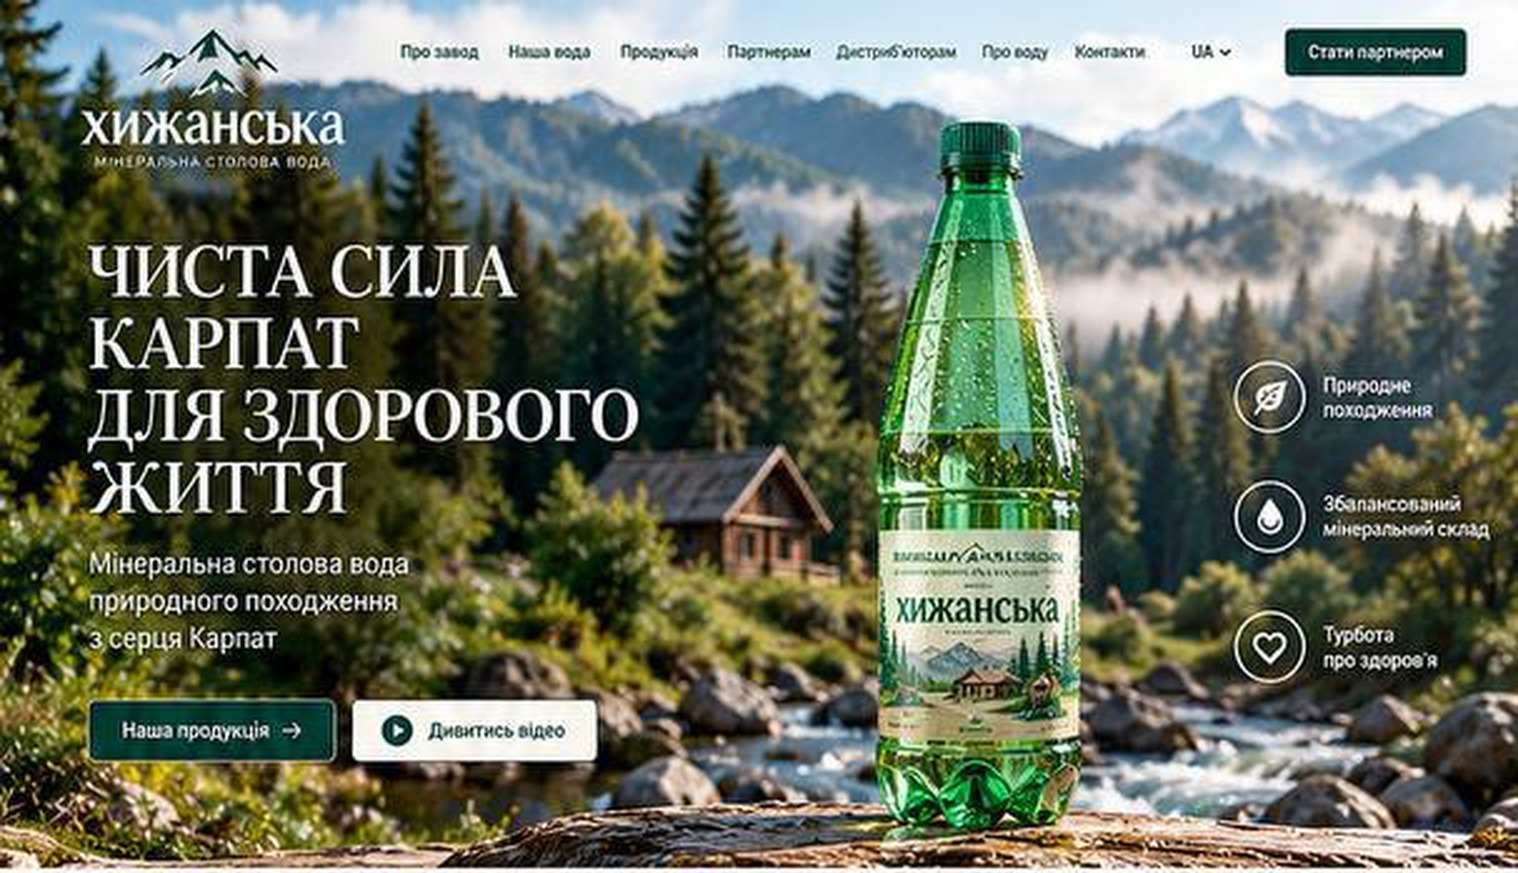 хижанська
МІНЕРАЛЬНА СТОЛОВА ВОДА
Про завод
Наша вода
Продукція
Партнерам
Дистриб'юторам
Про воду
Контакти
UA
Стати партнером
ЧИСТА СИЛА
КАРПАТ
ДЛЯ ЗДОРОВОГО
ЖИТТЯ
Мінеральна столова вода
природного походження
з серця Карпат
Наша продукція →
Дивитись відео
хижанська
Природне
походження
Збалансований
мінеральний склад
Турбота
про здоров'я